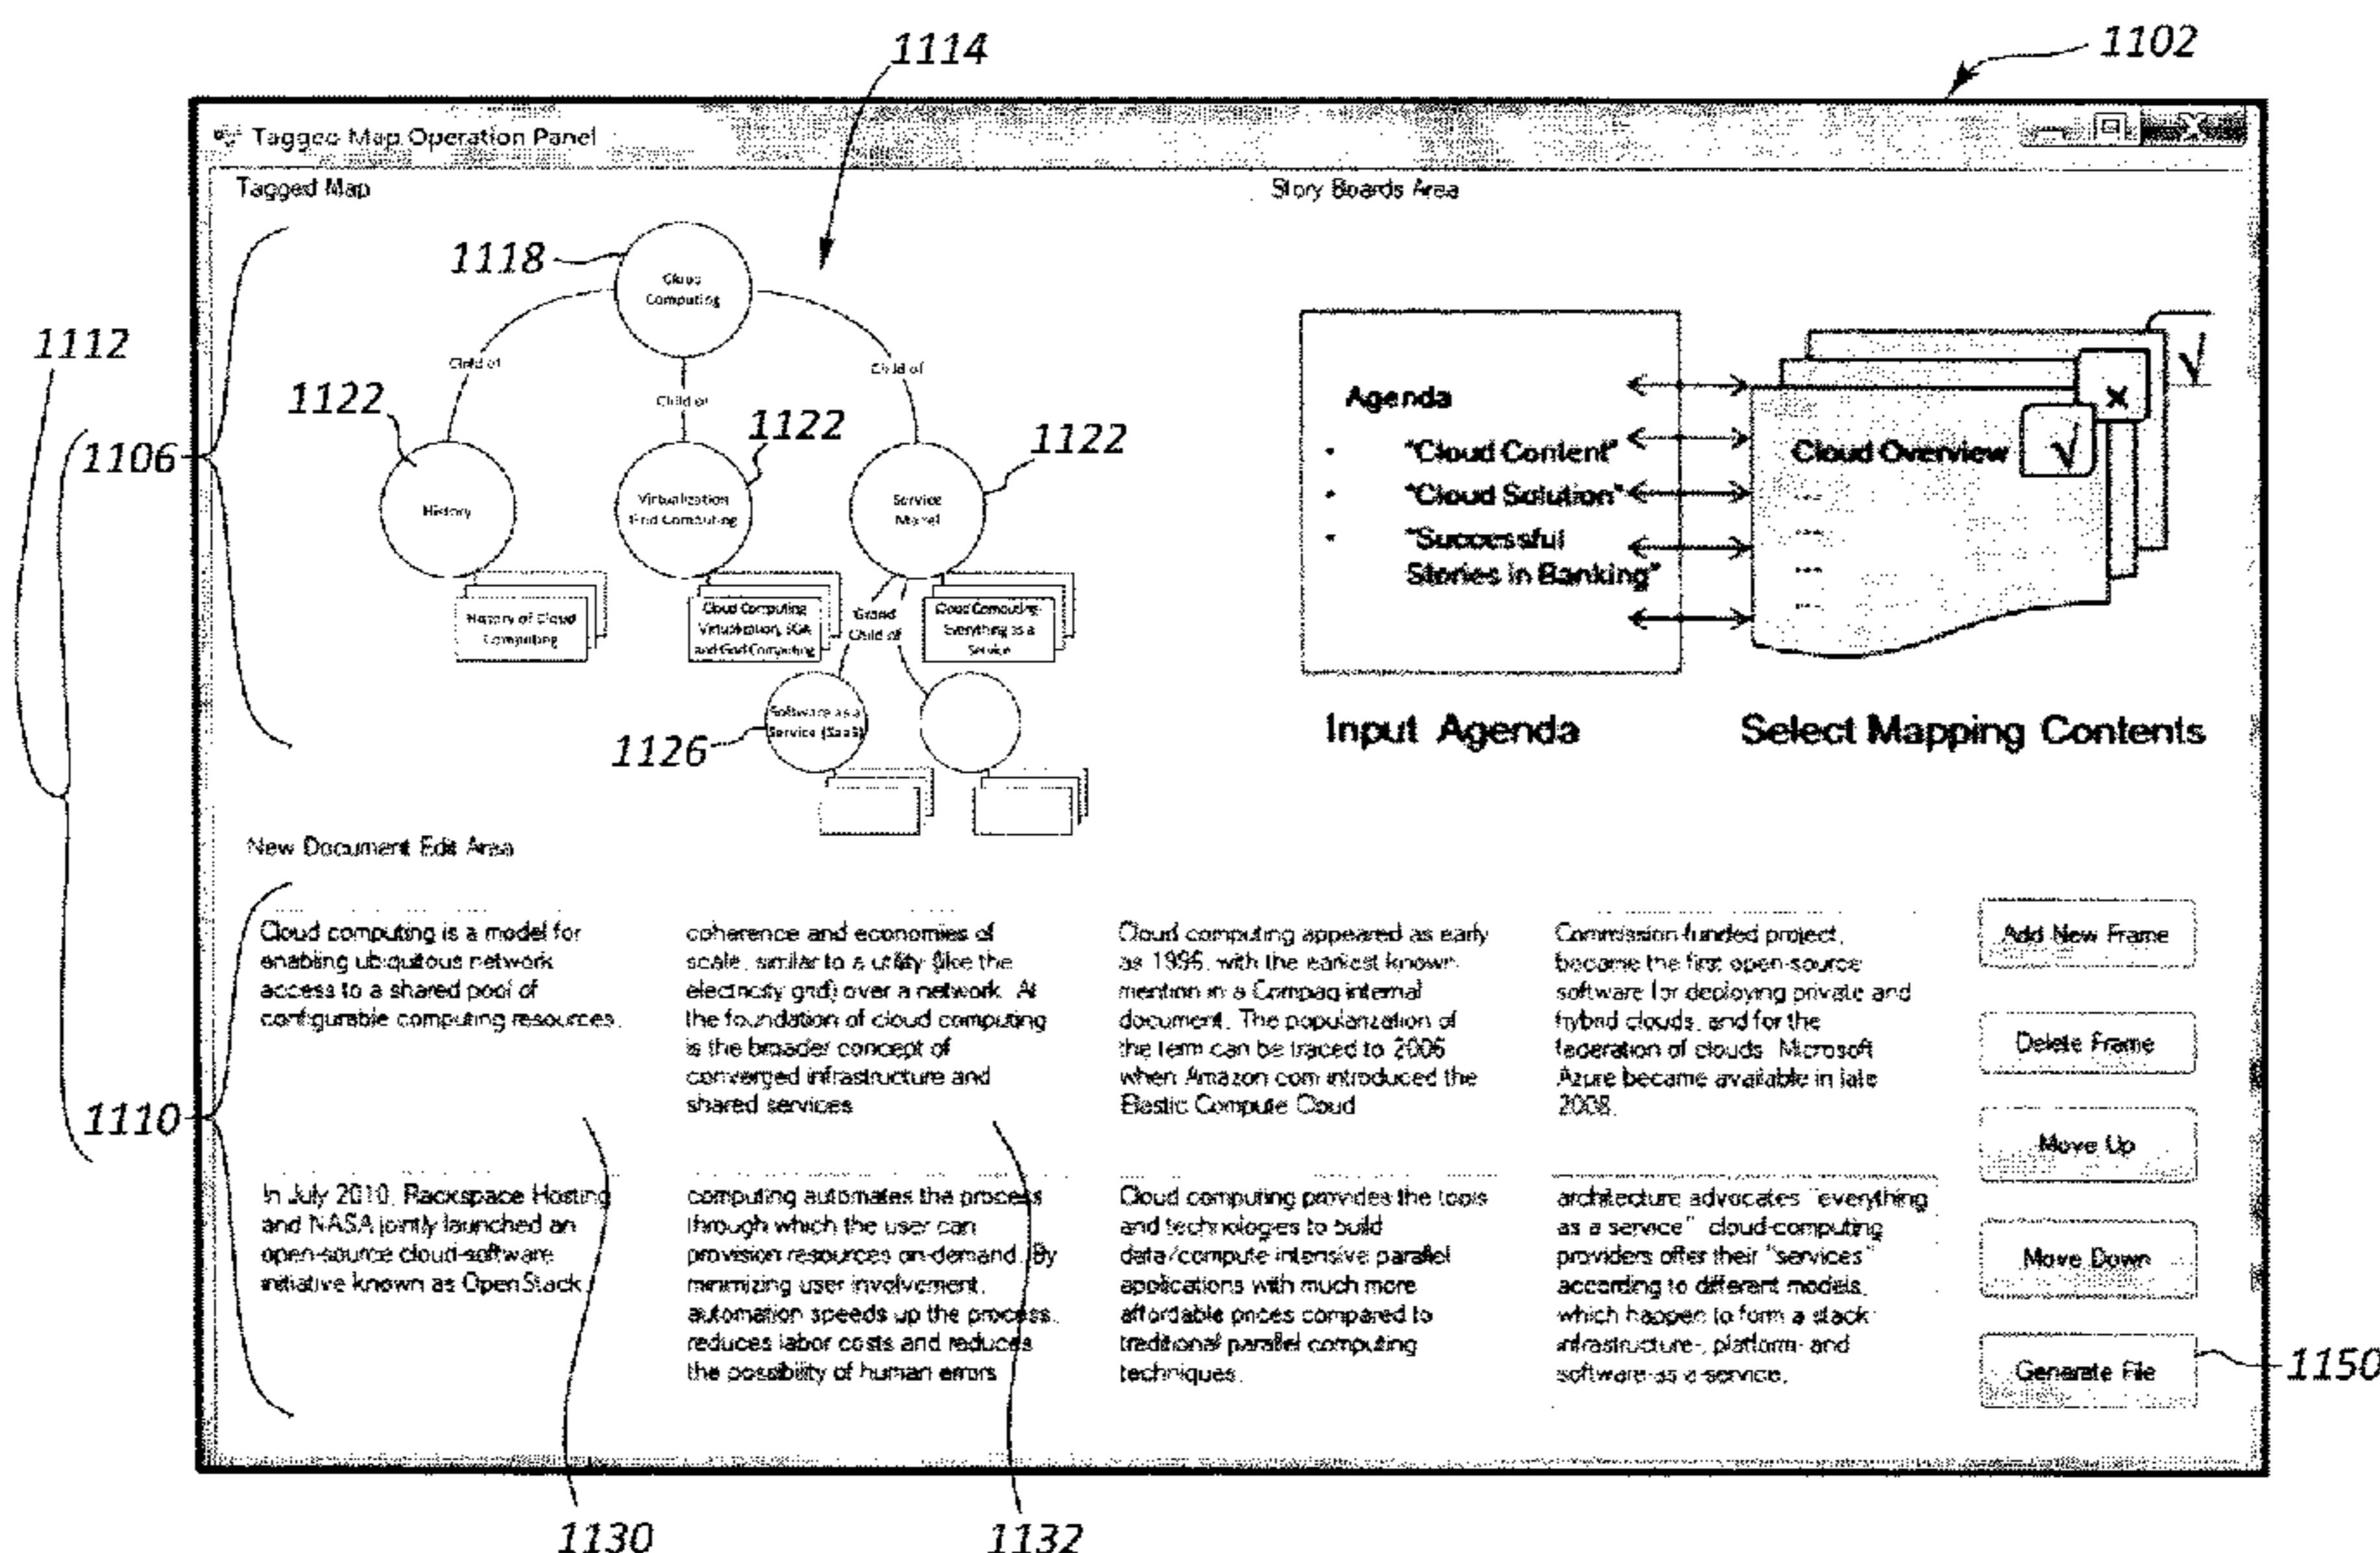 1114
1102
Tagged Map Operation Panel
Tagged Map
Story Boards Area
1118
Cloud
Computing
1112
Child of
Child of
Child of
1122
1122
1122
1106
History
Virtualization
Grid Computing
Service
Model
History of Cloud
Computing
Cloud Computing
Virtualization, SOA
and Grid Computing
Grand
Child of
Cloud Computing
Everything as a
Service
Software as a
Service (SaaS)
1126
Agenda
• "Cloud Content"
• "Cloud Solution"
• "Successful
Stories in Banking"
Cloud Overview
Input Agenda
Select Mapping Contents
New Document Edit Area
Cloud computing is a model for
enabling ubiquitous network
access to a shared pool of
configurable computing resources.
coherence and economies of
scale, similar to a utility (like the
electricity grid) over a network. At
the foundation of cloud computing
is the broader concept of
converged infrastructure and
shared services
Cloud computing appeared as early
as 1996, with the earliest known
mention in a Compaq internal
document. The popularization of
the term can be traced to 2006
when Amazon com introduced the
Elastic Compute Cloud
Commission-funded project,
became the first open-source
software for deploying private and
hybrid clouds, and for the
federation of clouds. Microsoft
Azure became available in late
2008.
Add New Frame
Delete Frame
Move Up
Move Down
Generate File
1110
1150
In July 2010, Rackspace Hosting
and NASA jointly launched an
open-source cloud-software
initiative known as OpenStack
computing automates the process
through which the user can
provision resources on-demand. By
minimizing user involvement,
automation speeds up the process,
reduces labor costs and reduces
the possibility of human errors
Cloud computing provides the tools
and technologies to build
data/compute intensive parallel
applications with much more
affordable prices compared to
traditional parallel computing
techniques.
architecture advocates "everything
as a service" cloud-computing
providers offer their "services"
according to different models,
which happen to form a stack
infrastructure-, platform- and
software-as-a-service.
1130
1132